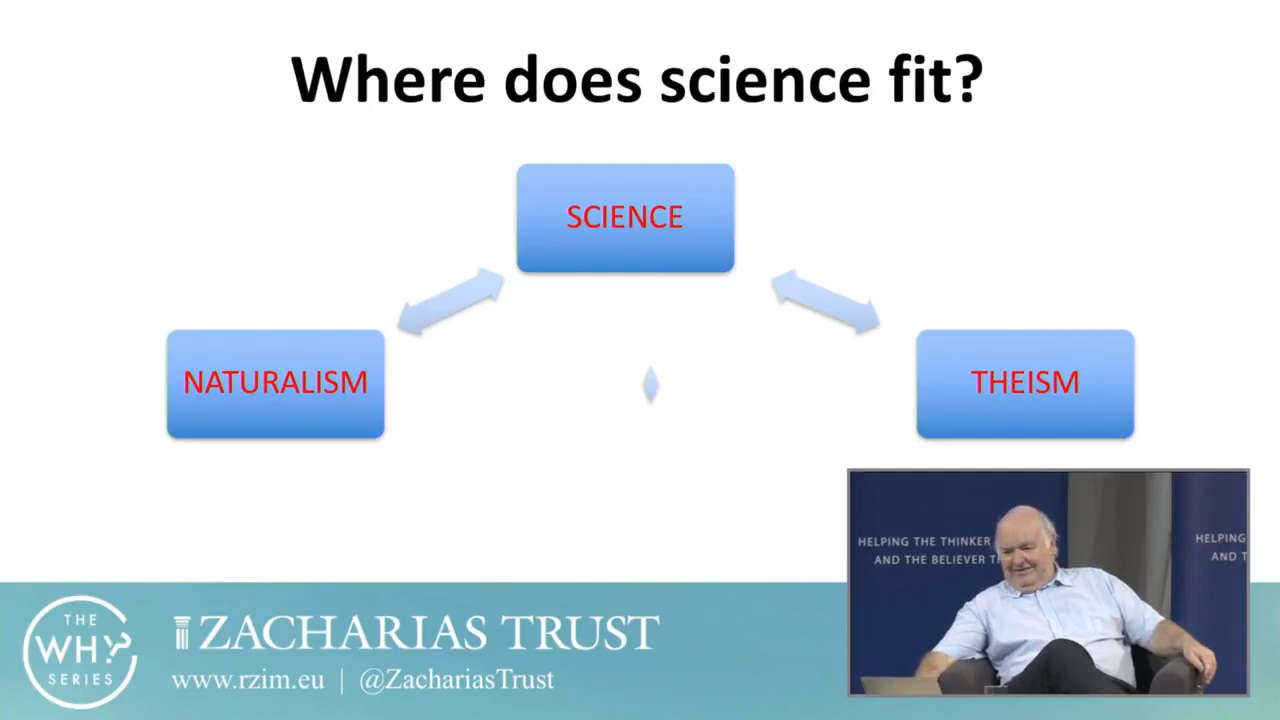 Where does science fit?
SCIENCE
NATURALISM
THEISM
HELPING THE THINKER
AND THE BELIEVER
HELPING
AND
THE
WHY?
SERIES
ZACHARIAS TRUST
www.rzim.eu | @ZachariasTrust